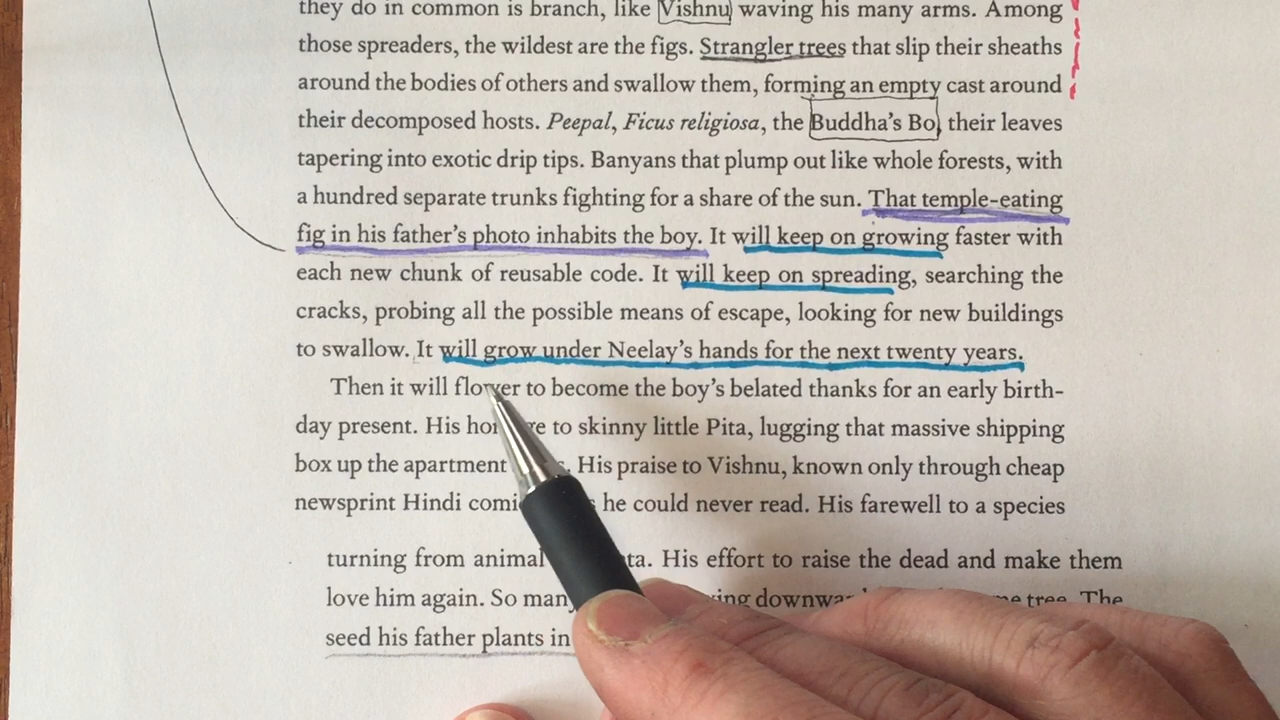 they do in common is branch, like Vishnu waving his many arms. Among
those spreaders, the wildest are the figs. Strangler trees that slip their sheaths
around the bodies of others and swallow them, forming an empty cast around
their decomposed hosts. Peepal, Ficus religiosa, the Buddha's Bo, their leaves
tapering into exotic drip tips. Banyans that plump out like whole forests, with
a hundred separate trunks fighting for a share of the sun. That temple-eating
fig in his father's photo inhabits the boy. It will keep on growing faster with
each new chunk of reusable code. It will keep on spreading, searching the
cracks, probing all the possible means of escape, looking for new buildings
to swallow. It will grow under Neelay's hands for the next twenty years.
Then it will flower to become the boy's belated thanks for an early birth-
day present. His to skinny little Pita, lugging that massive shipping
box up the apartment His praise to Vishnu, known only through cheap
newsprint Hindi he could never read. His farewell to a species
turning from animal His effort to raise the dead and make them
love him again. So tree. The
seed his father plants in